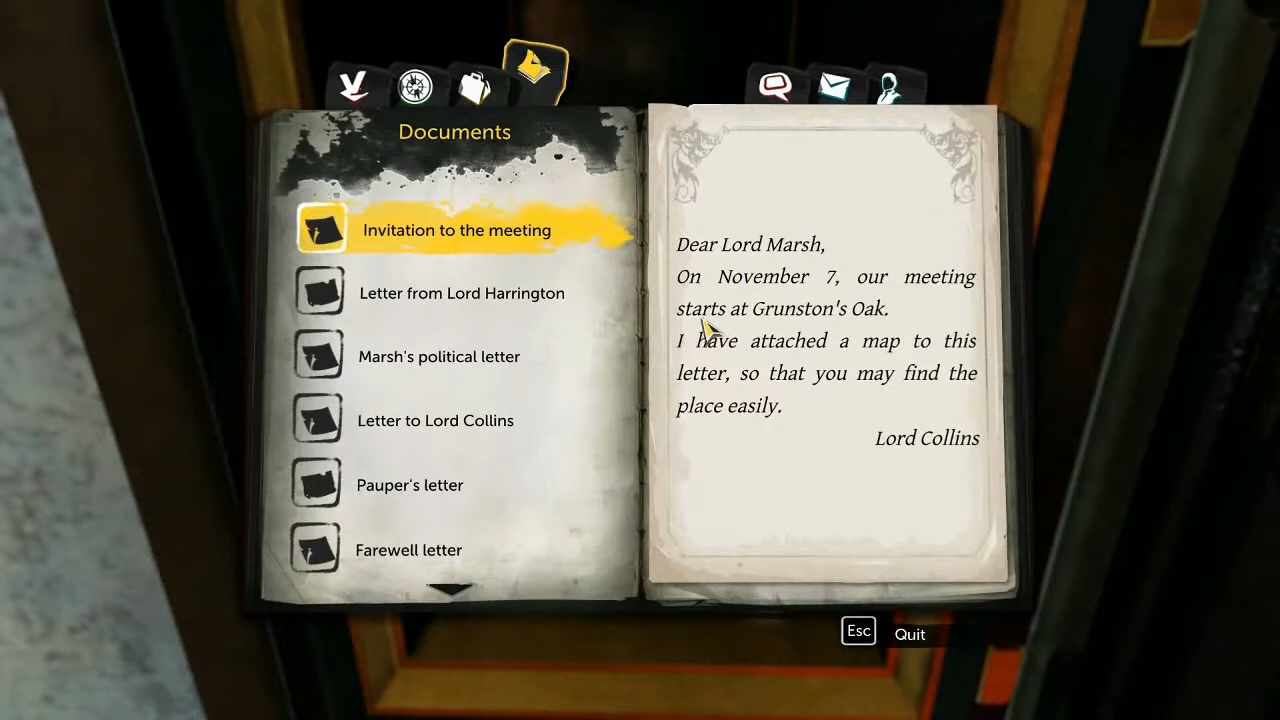 Documents
Invitation to the meeting
Letter from Lord Harrington
Marsh's political letter
Letter to Lord Collins
Pauper's letter
Farewell letter
Dear Lord Marsh,
On November 7, our meeting
starts at Grunston's Oak.
I have attached a map to this
letter, so that you may find the
place easily.
Lord Collins
Esc Quit